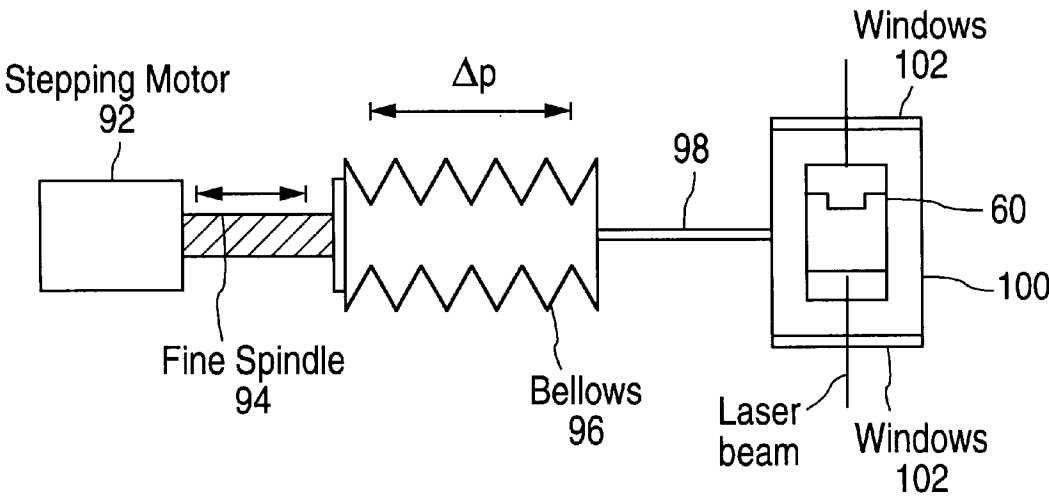 Windows
102
Stepping Motor
92
Δp
98
60
100
Fine Spindle
94
Bellows
96
Laser
beam
Windows
102